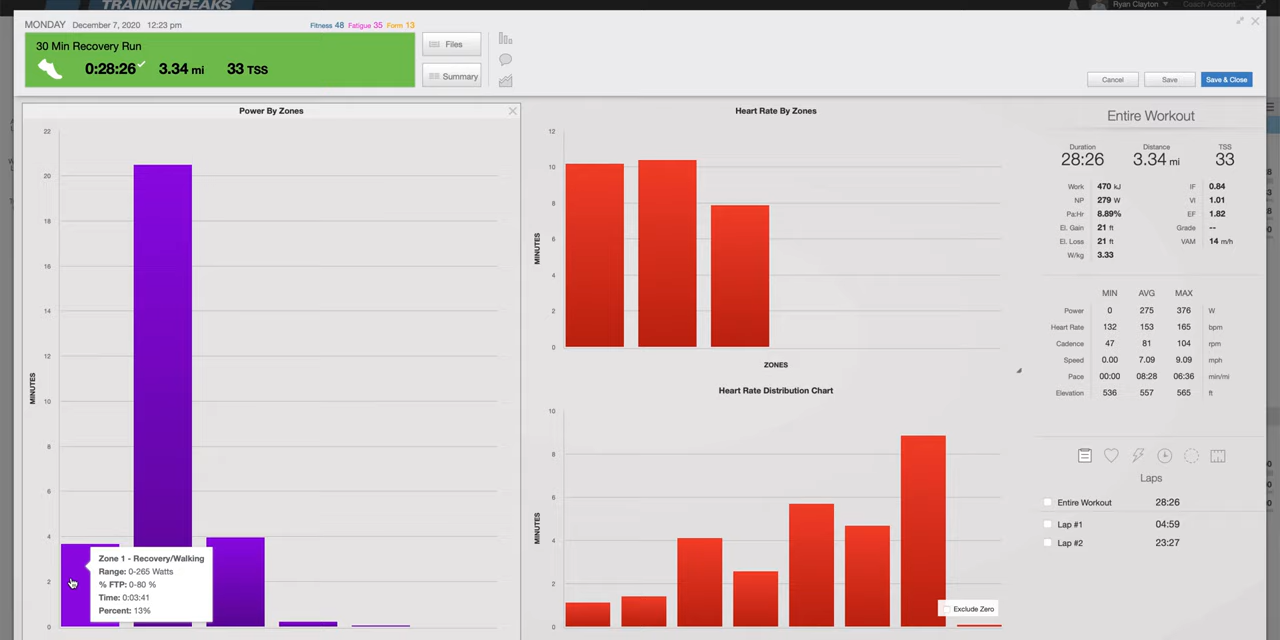 TRAININGPEAKS
Ryan Clayton
Coach Account
MONDAY December 7, 2020 12:23 pm
Fitness 48 Fatigue 35 Form 13
30 Min Recovery Run
0:28:26 3.34 mi 33 TSS
Files
Summary
Cancel
Save
Save & Close
Power By Zones
22
20
18
16
14
12
10
8
6
4
2
0
MINUTES
Zone 1 - Recovery/Walking
Range: 0-265 Watts
% FTP: 0-80 %
Time: 0:03:41
Percent: 13%
Heart Rate By Zones
12
10
8
6
4
2
0
MINUTES
ZONES
Heart Rate Distribution Chart
10
8
6
4
2
0
MINUTES
Exclude Zero
Entire Workout
Duration Distance TSS
28:26 3.34 mi 33
Work 470 kJ IF 0.84
NP 279 W VI 1.01
Pa:Hr 8.89% EF 1.82
El. Gain 21 ft Grade --
El. Loss 21 ft VAM 14 m/h
W/kg 3.33
MIN AVG MAX
Power 0 275 376 W
Heart Rate 132 153 165 bpm
Cadence 47 81 104 rpm
Speed 0.00 7.09 9.09 mph
Pace 00:00 08:28 06:36 min/mi
Elevation 536 557 565 ft
Laps
Entire Workout 28:26
Lap #1 04:59
Lap #2 23:27